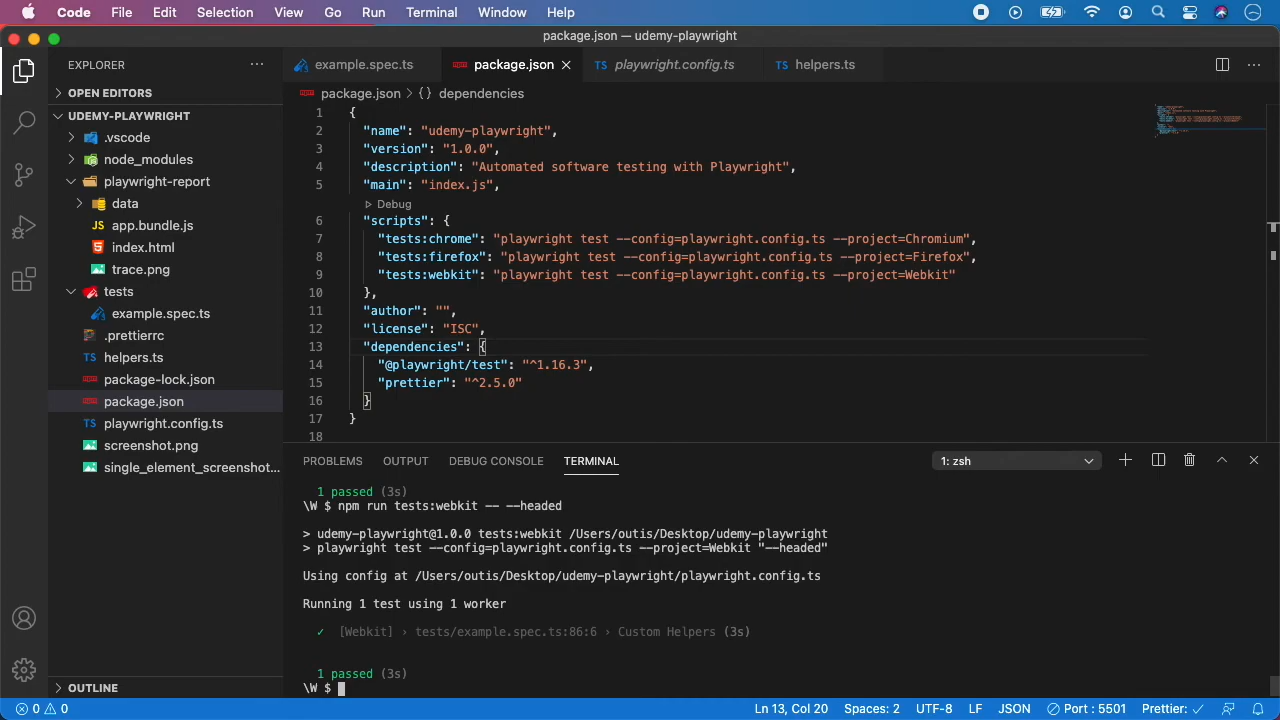 Code File Edit Selection View Go Run Terminal Window Help
package.json — udemy-playwright
EXPLORER
OPEN EDITORS
UDEMY-PLAYWRIGHT
.vscode
node_modules
playwright-report
data
JS app.bundle.js
index.html
trace.png
tests
example.spec.ts
.prettierrc
TS helpers.ts
package-lock.json
package.json
TS playwright.config.ts
screenshot.png
single_element_screenshot...
OUTLINE
example.spec.ts package.json TS playwright.config.ts TS helpers.ts
package.json > {} dependencies
1 {
2 "name": "udemy-playwright",
3 "version": "1.0.0",
4 "description": "Automated software testing with Playwright",
5 "main": "index.js",
Debug
6 "scripts": {
7 "tests:chrome": "playwright test --config=playwright.config.ts --project=Chromium",
8 "tests:firefox": "playwright test --config=playwright.config.ts --project=Firefox",
9 "tests:webkit": "playwright test --config=playwright.config.ts --project=Webkit"
10 },
11 "author": "",
12 "license": "ISC",
13 "dependencies": {
14 "@playwright/test": "^1.16.3",
15 "prettier": "^2.5.0"
16 }
17 }
18
PROBLEMS OUTPUT DEBUG CONSOLE TERMINAL 1: zsh
1 passed (3s)
\W $ npm run tests:webkit -- --headed
> udemy-playwright@1.0.0 tests:webkit /Users/outis/Desktop/udemy-playwright
> playwright test --config=playwright.config.ts --project=Webkit "--headed"
Using config at /Users/outis/Desktop/udemy-playwright/playwright.config.ts
Running 1 test using 1 worker
✓ [Webkit] › tests/example.spec.ts:86:6 › Custom Helpers (3s)
1 passed (3s)
\W $
0 0 Ln 13, Col 20 Spaces: 2 UTF-8 LF JSON Port : 5501 Prettier: ✓